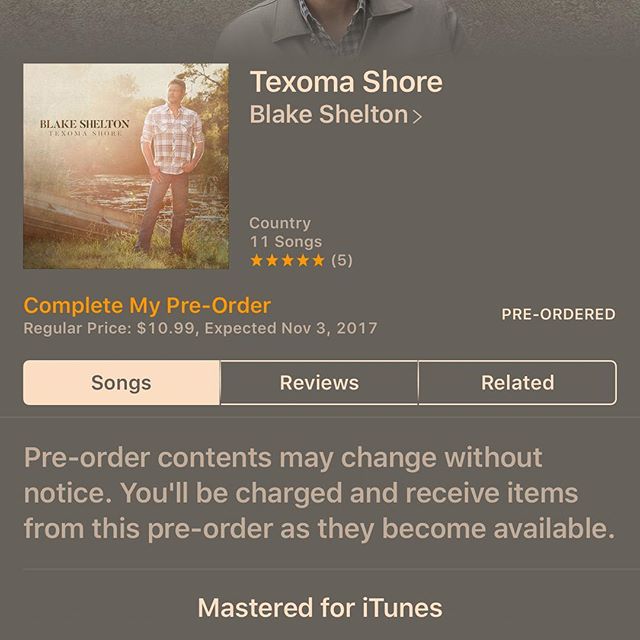 BLAKE SHELTON
TEXOMA SHORE
Texoma Shore
Blake Shelton >
Country
11 Songs
★★★★★ (5)
Complete My Pre-Order
Regular Price: $10.99, Expected Nov 3, 2017
PRE-ORDERED
Songs
Reviews
Related
Pre-order contents may change without
notice. You'll be charged and receive items
from this pre-order as they become available.
Mastered for iTunes